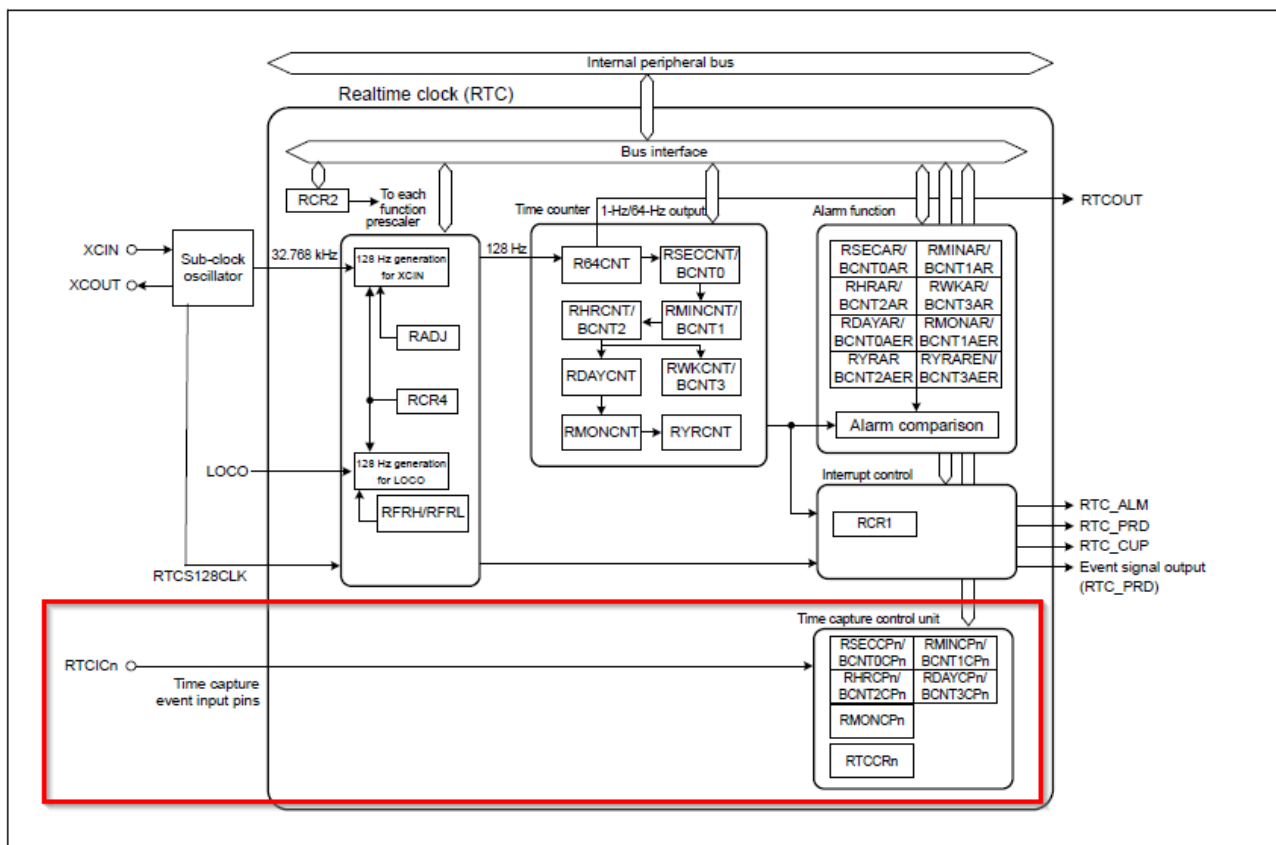 Internal peripheral bus
Realtime clock (RTC)
Bus interface
RCR2
To each
function
prescaler
Time counter
1-Hz/64-Hz output
Alarm function
RTCOUT
XCIN
XCOUT
Sub-clock
oscillator
32.768 kHz
128 Hz generation
for XCIN
128 Hz
R64CNT
RSECCNT/
BCNT0
RHRCNT/
BCNT2
RMINCNT/
BCNT1
RDAYCNT
RWKCNT/
BCNT3
RMONCNT
RYRCNT
RADJ
RCR4
LOCO
128 Hz generation
for LOCO
RFRH/RFRL
RTCS128CLK
RSECAR/
BCNT0AR
RMINAR/
BCNT1AR
RHRAR/
BCNT2AR
RWKAR/
BCNT3AR
RDAYAR/
BCNT0AER
RMONAR/
BCNT1AER
RYRAR
BCNT2AER
RYRAREN/
BCNT3AER
Alarm comparison
Interrupt control
RCR1
RTC_ALM
RTC_PRD
RTC_CUP
Event signal output
(RTC_PRD)
Time capture control unit
RTCICn
Time capture
event input pins
RSECCPn/
BCNT0CPn
RMINCPn/
BCNT1CPn
RHRCPn/
BCNT2CPn
RDAYCPn/
BCNT3CPn
RMONCPn
RTCCRn